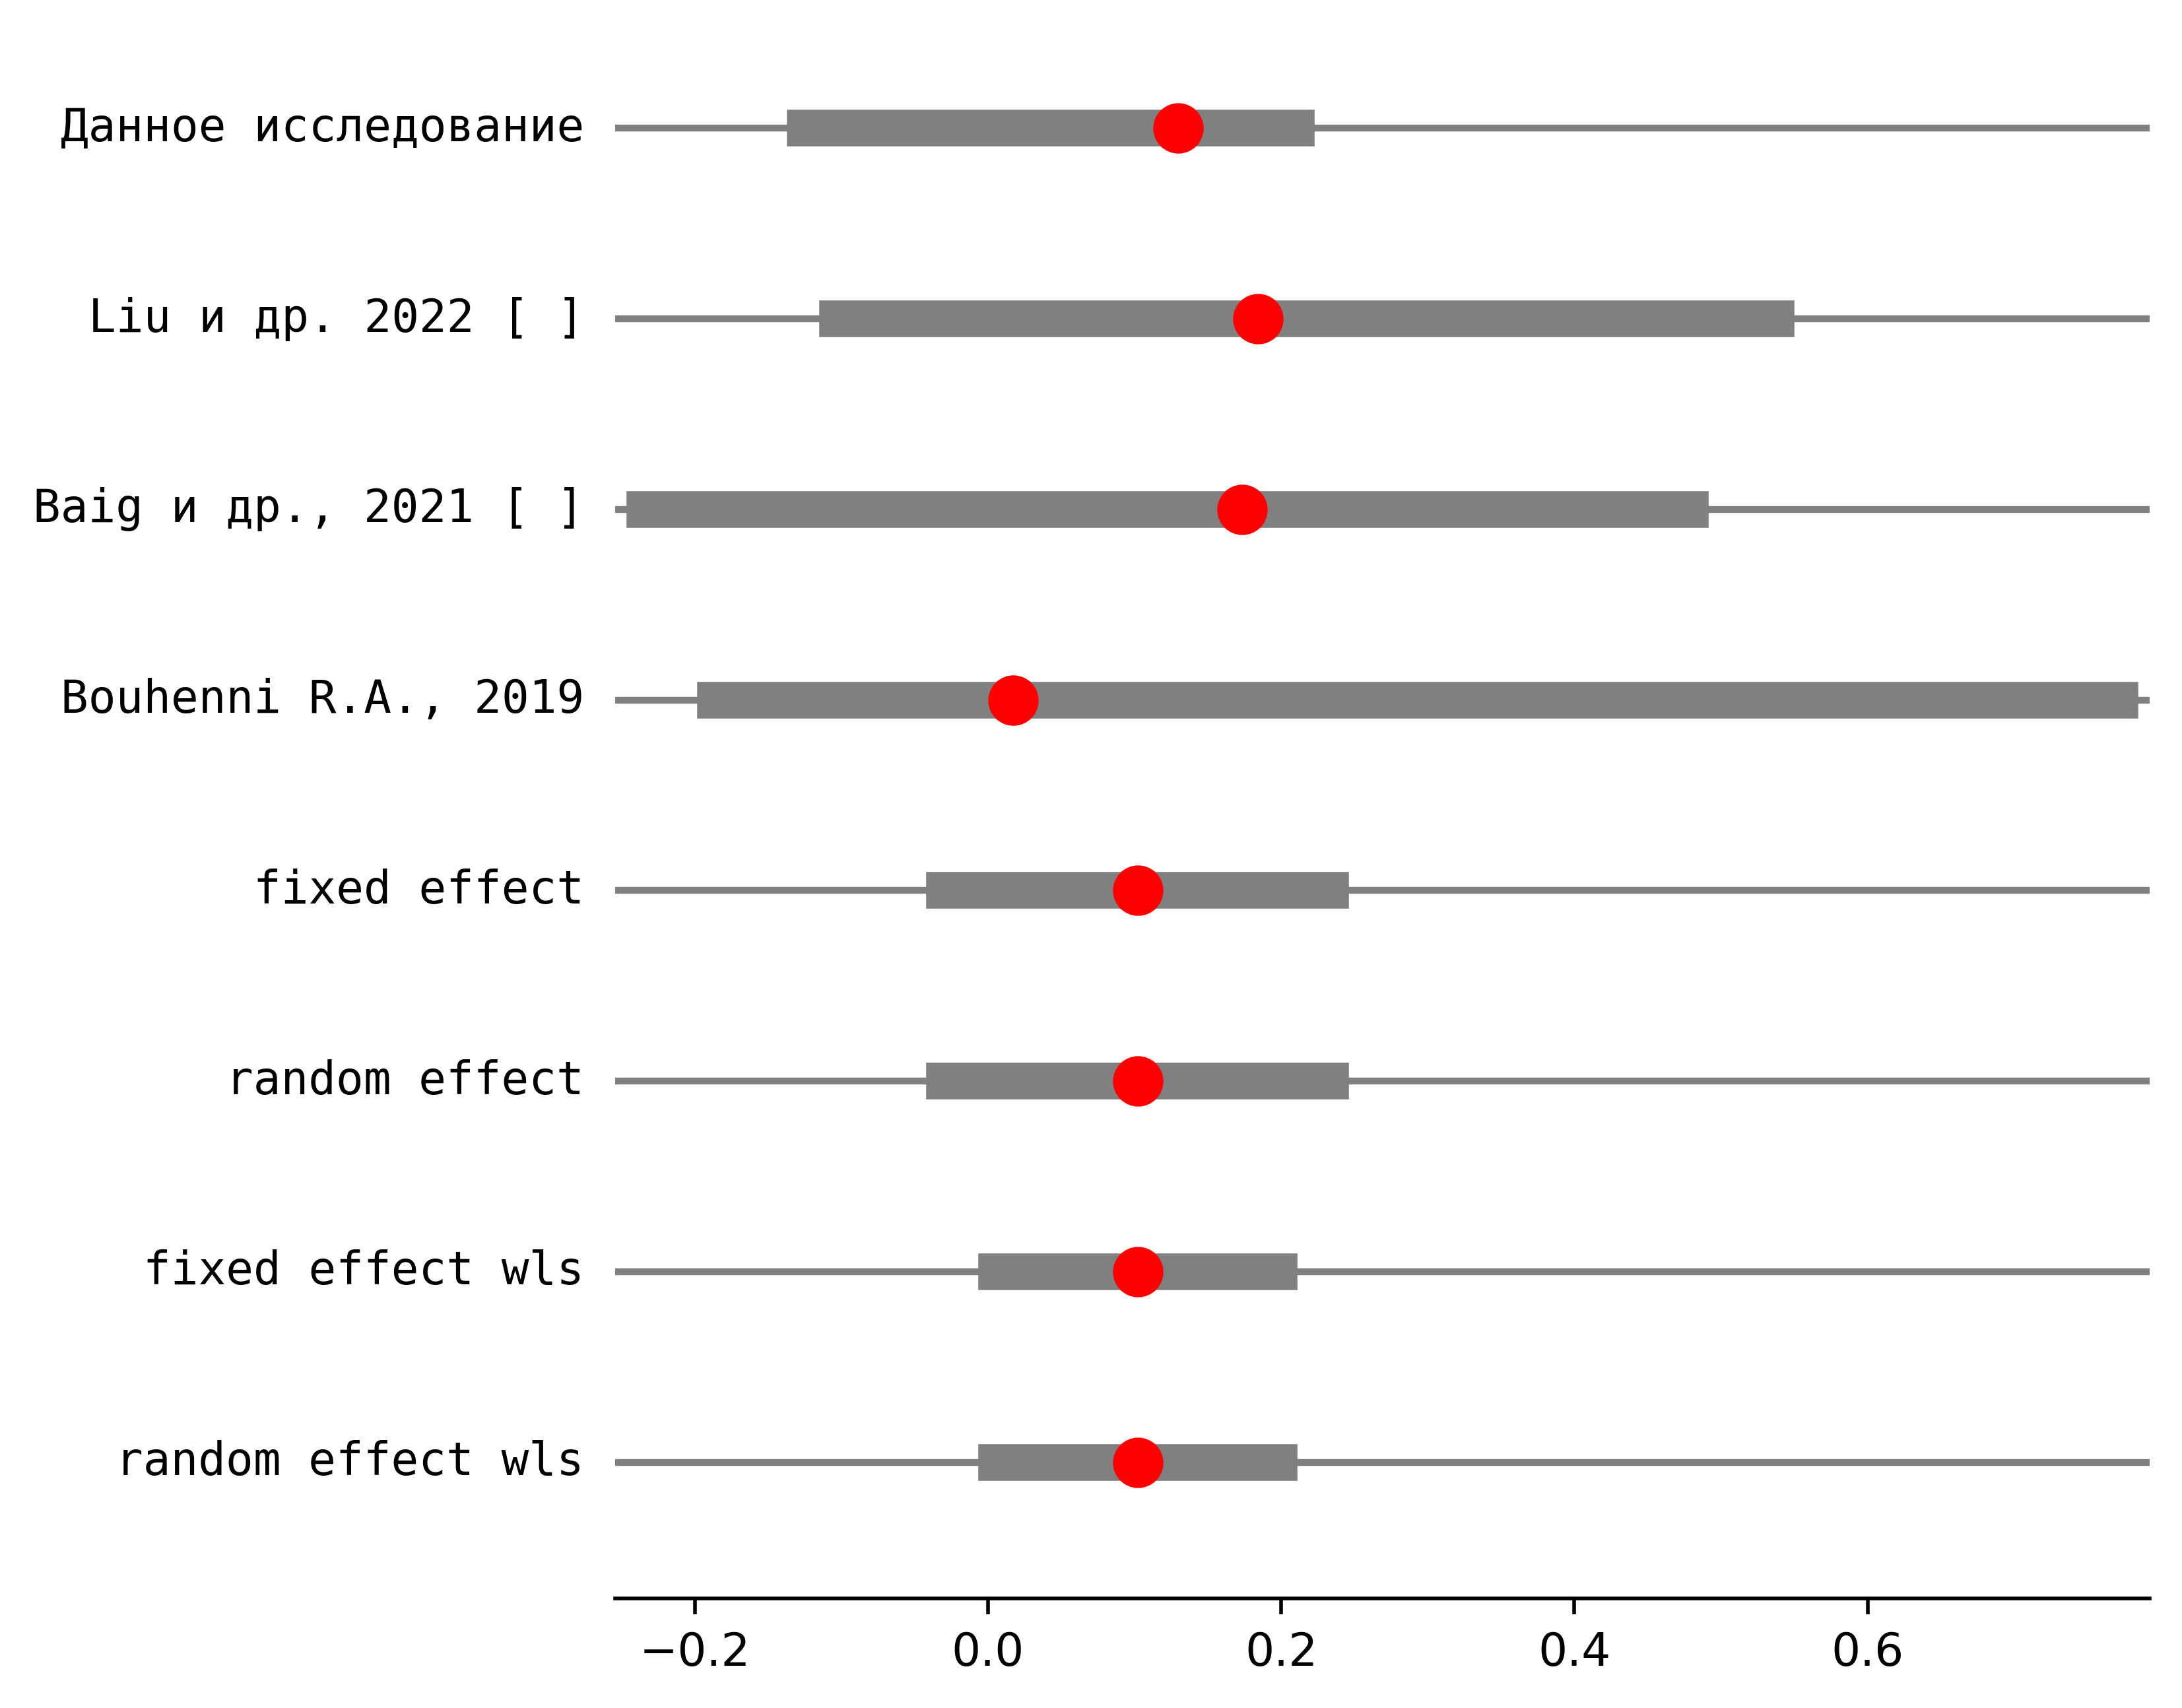 Данное исследование
Liu и др. 2022 [ ]
Baig и др., 2021 [ ]
Bouhenni R.A., 2019
fixed effect
random effect
fixed effect wls
random effect wls
−0.2 0.0 0.2 0.4 0.6